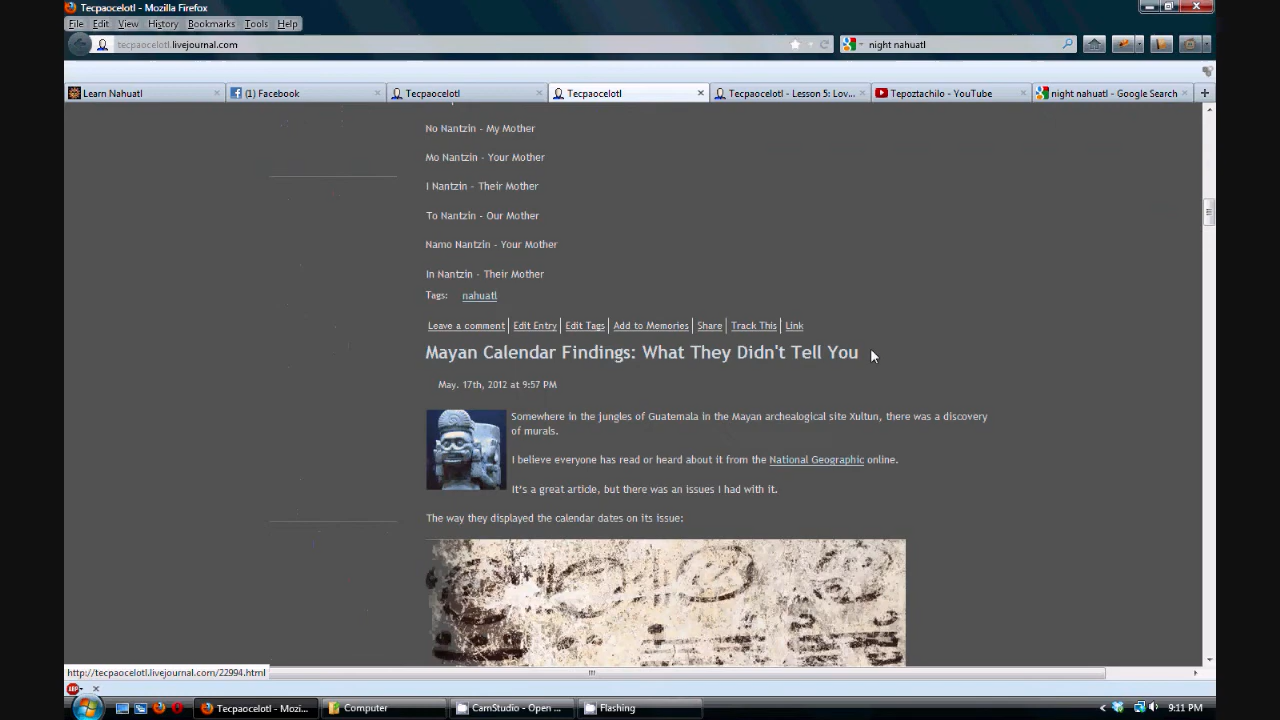 Tecpaocelotl - Mozilla Firefox
File Edit View History Bookmarks Tools Help
tecpaocelotl.livejournal.com
night nahuatl
Learn Nahuatl
(1) Facebook
Tecpaocelotl
Tecpaocelotl
Tecpaocelotl - Lesson 5: Lov...
Tepoztachilo - YouTube
night nahuatl - Google Search
No Nantzin - My Mother
Mo Nantzin - Your Mother
I Nantzin - Their Mother
To Nantzin - Our Mother
Namo Nantzin - Your Mother
In Nantzin - Their Mother
Tags: nahuatl
Leave a comment | Edit Entry | Edit Tags | Add to Memories | Share | Track This | Link
Mayan Calendar Findings: What They Didn't Tell You
May. 17th, 2012 at 9:57 PM
Somewhere in the jungles of Guatemala in the Mayan archealogical site Xultun, there was a discovery
of murals.
I believe everyone has read or heard about it from the National Geographic online.
It's a great article, but there was an issues I had with it.
The way they displayed the calendar dates on its issue:
http://tecpaocelotl.livejournal.com/22994.html
Tecpaocelotl - Mozi...
Computer
CamStudio - Open ...
Flashing
9:11 PM